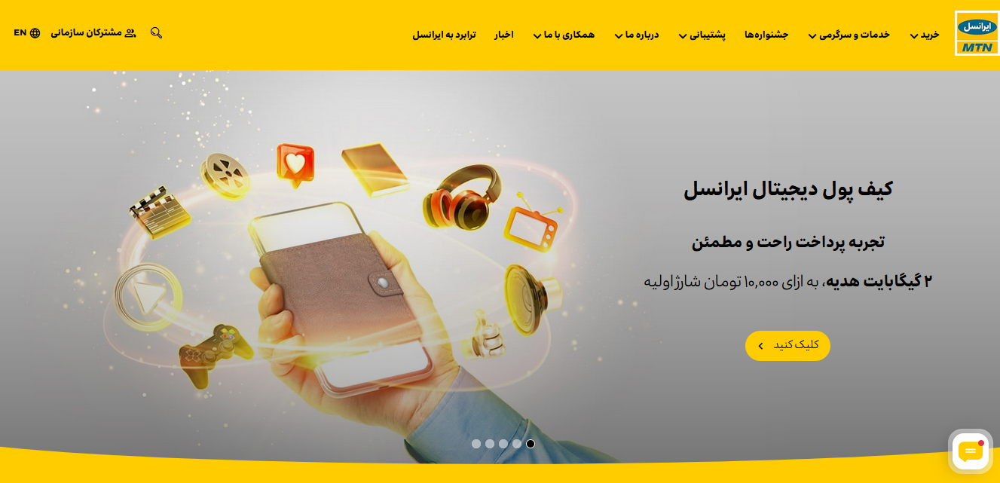 ایرانسل
MTN
خرید
خدمات و سرگرمی
جشنواره‌ها
پشتیبانی
درباره ما
همکاری با ما
اخبار
ترابرد به ایرانسل
مشترکان سازمانی
EN
کیف پول دیجیتال ایرانسل
تجربه پرداخت راحت و مطمئن
۲ گیگابایت هدیه، به ازای ۱۰,۰۰۰ تومان شارژ اولیه
کلیک کنید